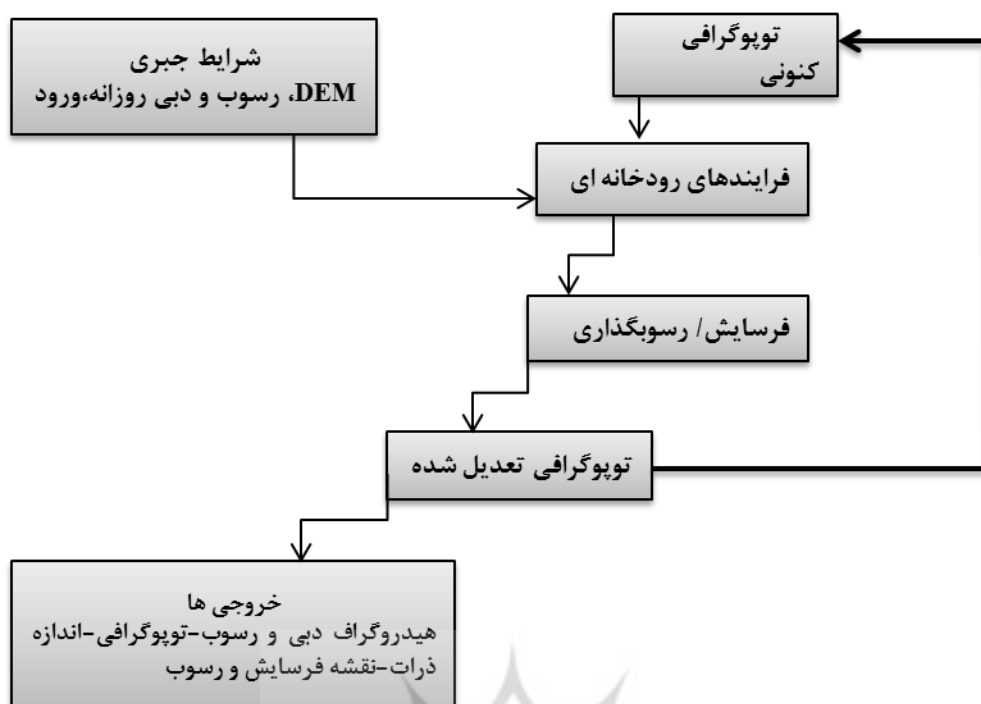 شرایط جبری
DEM، رسوب و دبی روزانه،ورود
توپوگرافی
کنونی
فرایندهای رودخانه ای
فرسایش/ رسوبگذاری
توپوگرافی تعدیل شده
خروجی ها
هیدروگراف دبی و رسوب-توپوگرافی-اندازه
ذرات-نقشه فرسایش و رسوب